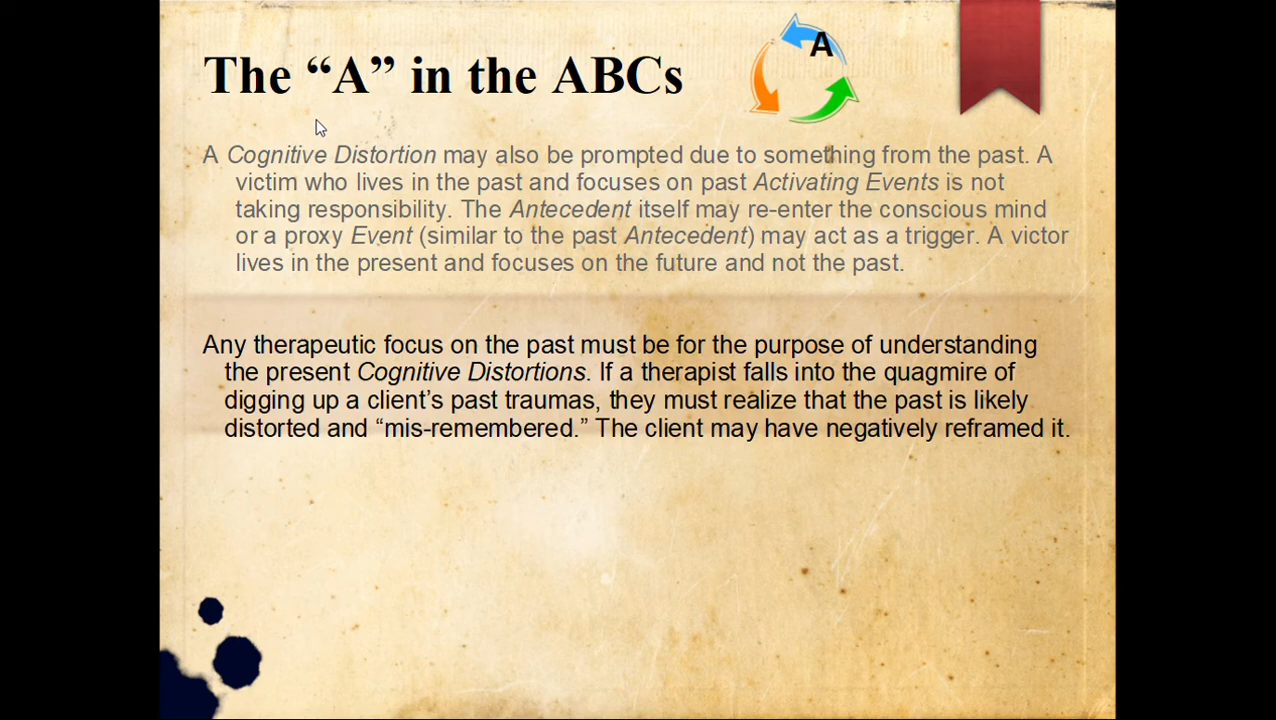 The “A” in the ABCs
A
A Cognitive Distortion may also be prompted due to something from the past. A
victim who lives in the past and focuses on past Activating Events is not
taking responsibility. The Antecedent itself may re-enter the conscious mind
or a proxy Event (similar to the past Antecedent) may act as a trigger. A victor
lives in the present and focuses on the future and not the past.
Any therapeutic focus on the past must be for the purpose of understanding
the present Cognitive Distortions. If a therapist falls into the quagmire of
digging up a client’s past traumas, they must realize that the past is likely
distorted and “mis-remembered.” The client may have negatively reframed it.